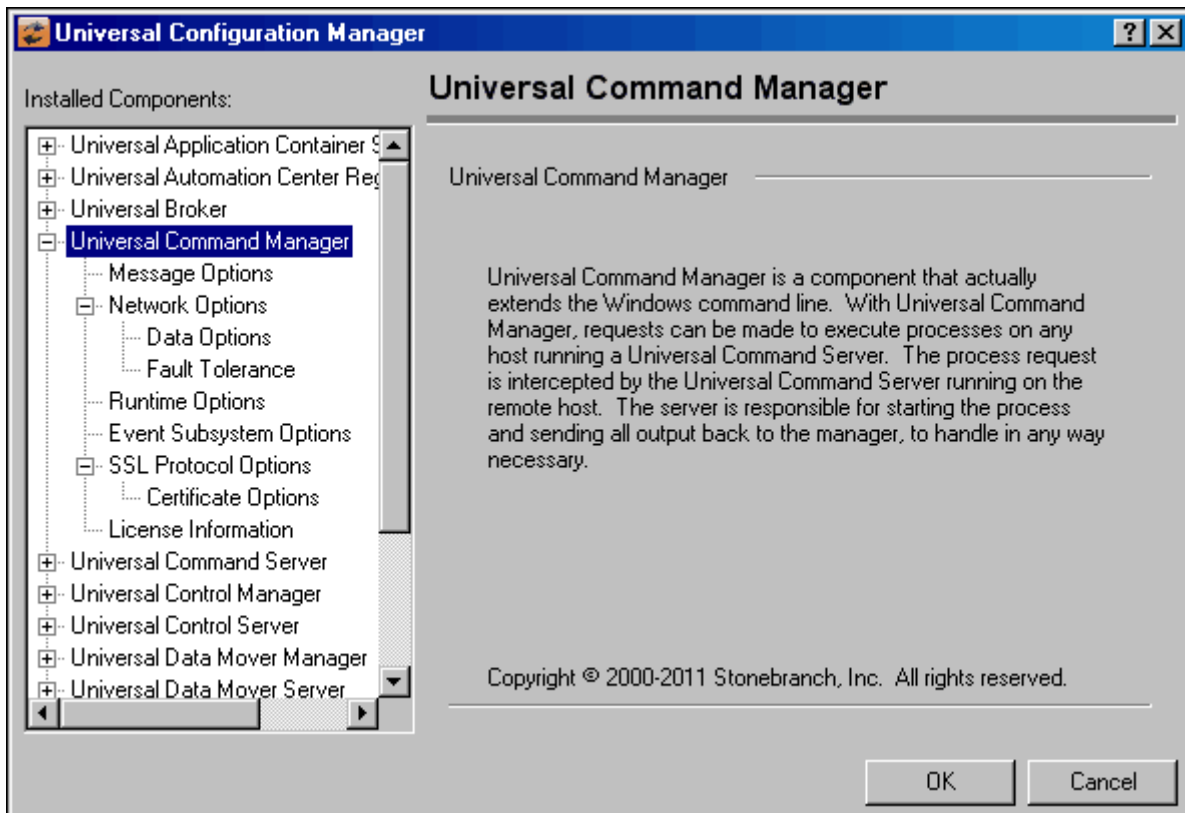 Universal Configuration Manager
Installed Components:
Universal Application Container
Universal Automation Center
Universal Broker
Universal Command Manager
Message Options
Network Options
Data Options
Fault Tolerance
Runtime Options
Event Subsystem Options
SSL Protocol Options
Certificate Options
License Information
Universal Command Server
Universal Control Manager
Universal Control Server
Universal Data Mover Manager
Universal Data Mover Server
Universal Command Manager
Universal Command Manager
Universal Command Manager is a component that actually
extends the Windows command line. With Universal Command
Manager, requests can be made to execute processes on any
host running a Universal Command Server. The process request
is intercepted by the Universal Command Server running on the
remote host. The server is responsible for starting the process
and sending all output back to the manager, to handle in any way
necessary.
Copyright © 2000-2011 Stonebranch, Inc. All rights reserved.
OK
Cancel